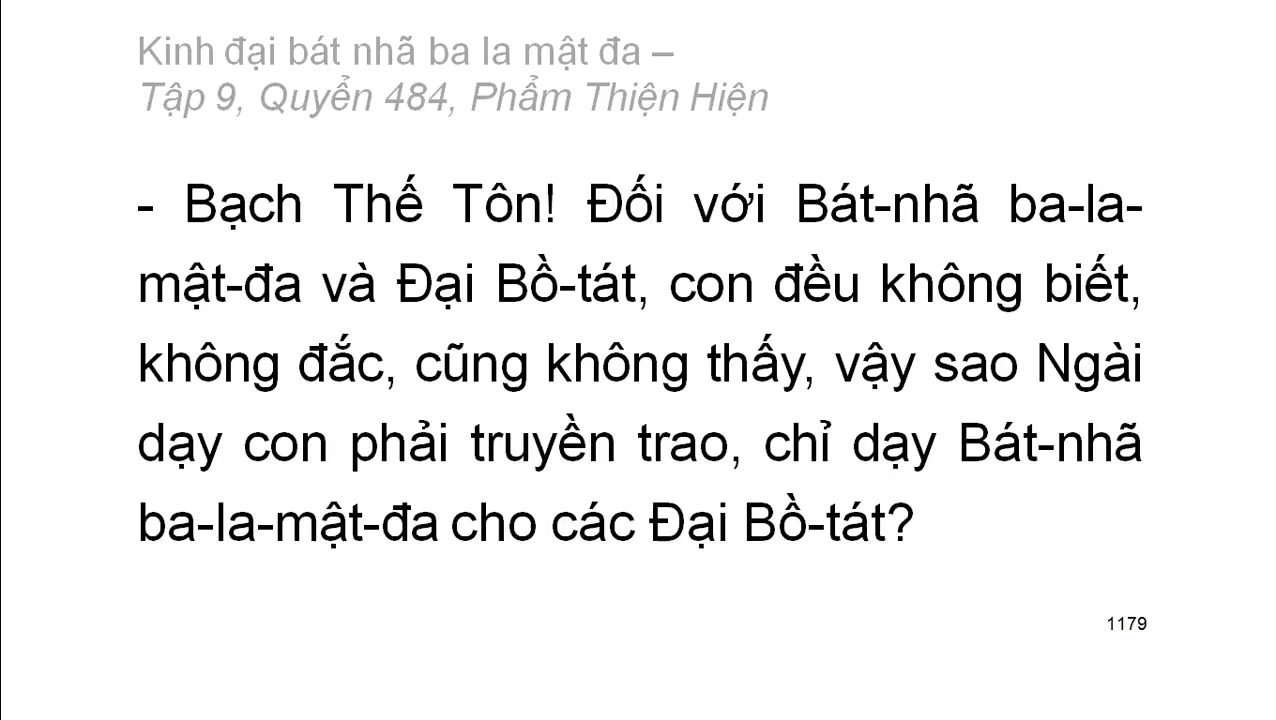 Kinh đại bát nhã ba la mật đa –
Tập 9, Quyển 484, Phẩm Thiện Hiện
- Bạch Thế Tôn! Đối với Bát-nhã ba-la-
mật-đa và Đại Bồ-tát, con đều không biết,
không đắc, cũng không thấy, vậy sao Ngài
dạy con phải truyền trao, chỉ dạy Bát-nhã
ba-la-mật-đa cho các Đại Bồ-tát?
1179